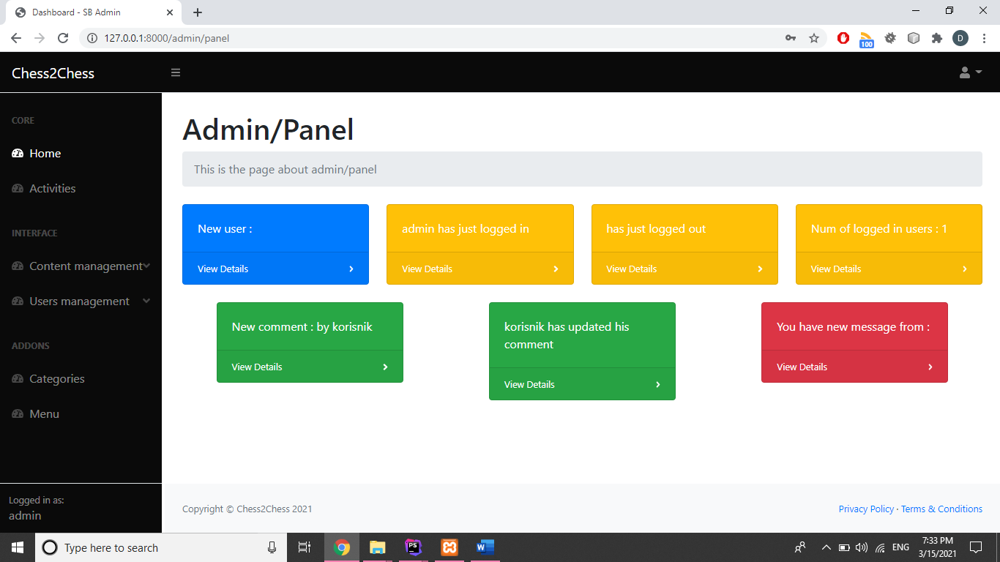 Dashboard - SB Admin
127.0.0.1:8000/admin/panel
100
D
Chess2Chess
CORE
Home
Activities
INTERFACE
Content management
Users management
ADDONS
Categories
Menu
Logged in as:
admin
Admin/Panel
This is the page about admin/panel
New user :
View Details
admin has just logged in
View Details
has just logged out
View Details
Num of logged in users : 1
View Details
New comment : by korisnik
View Details
korisnik has updated his
comment
View Details
You have new message from :
View Details
Copyright © Chess2Chess 2021
Privacy Policy · Terms & Conditions
Type here to search
PS
W
ENG
7:33 PM
3/15/2021